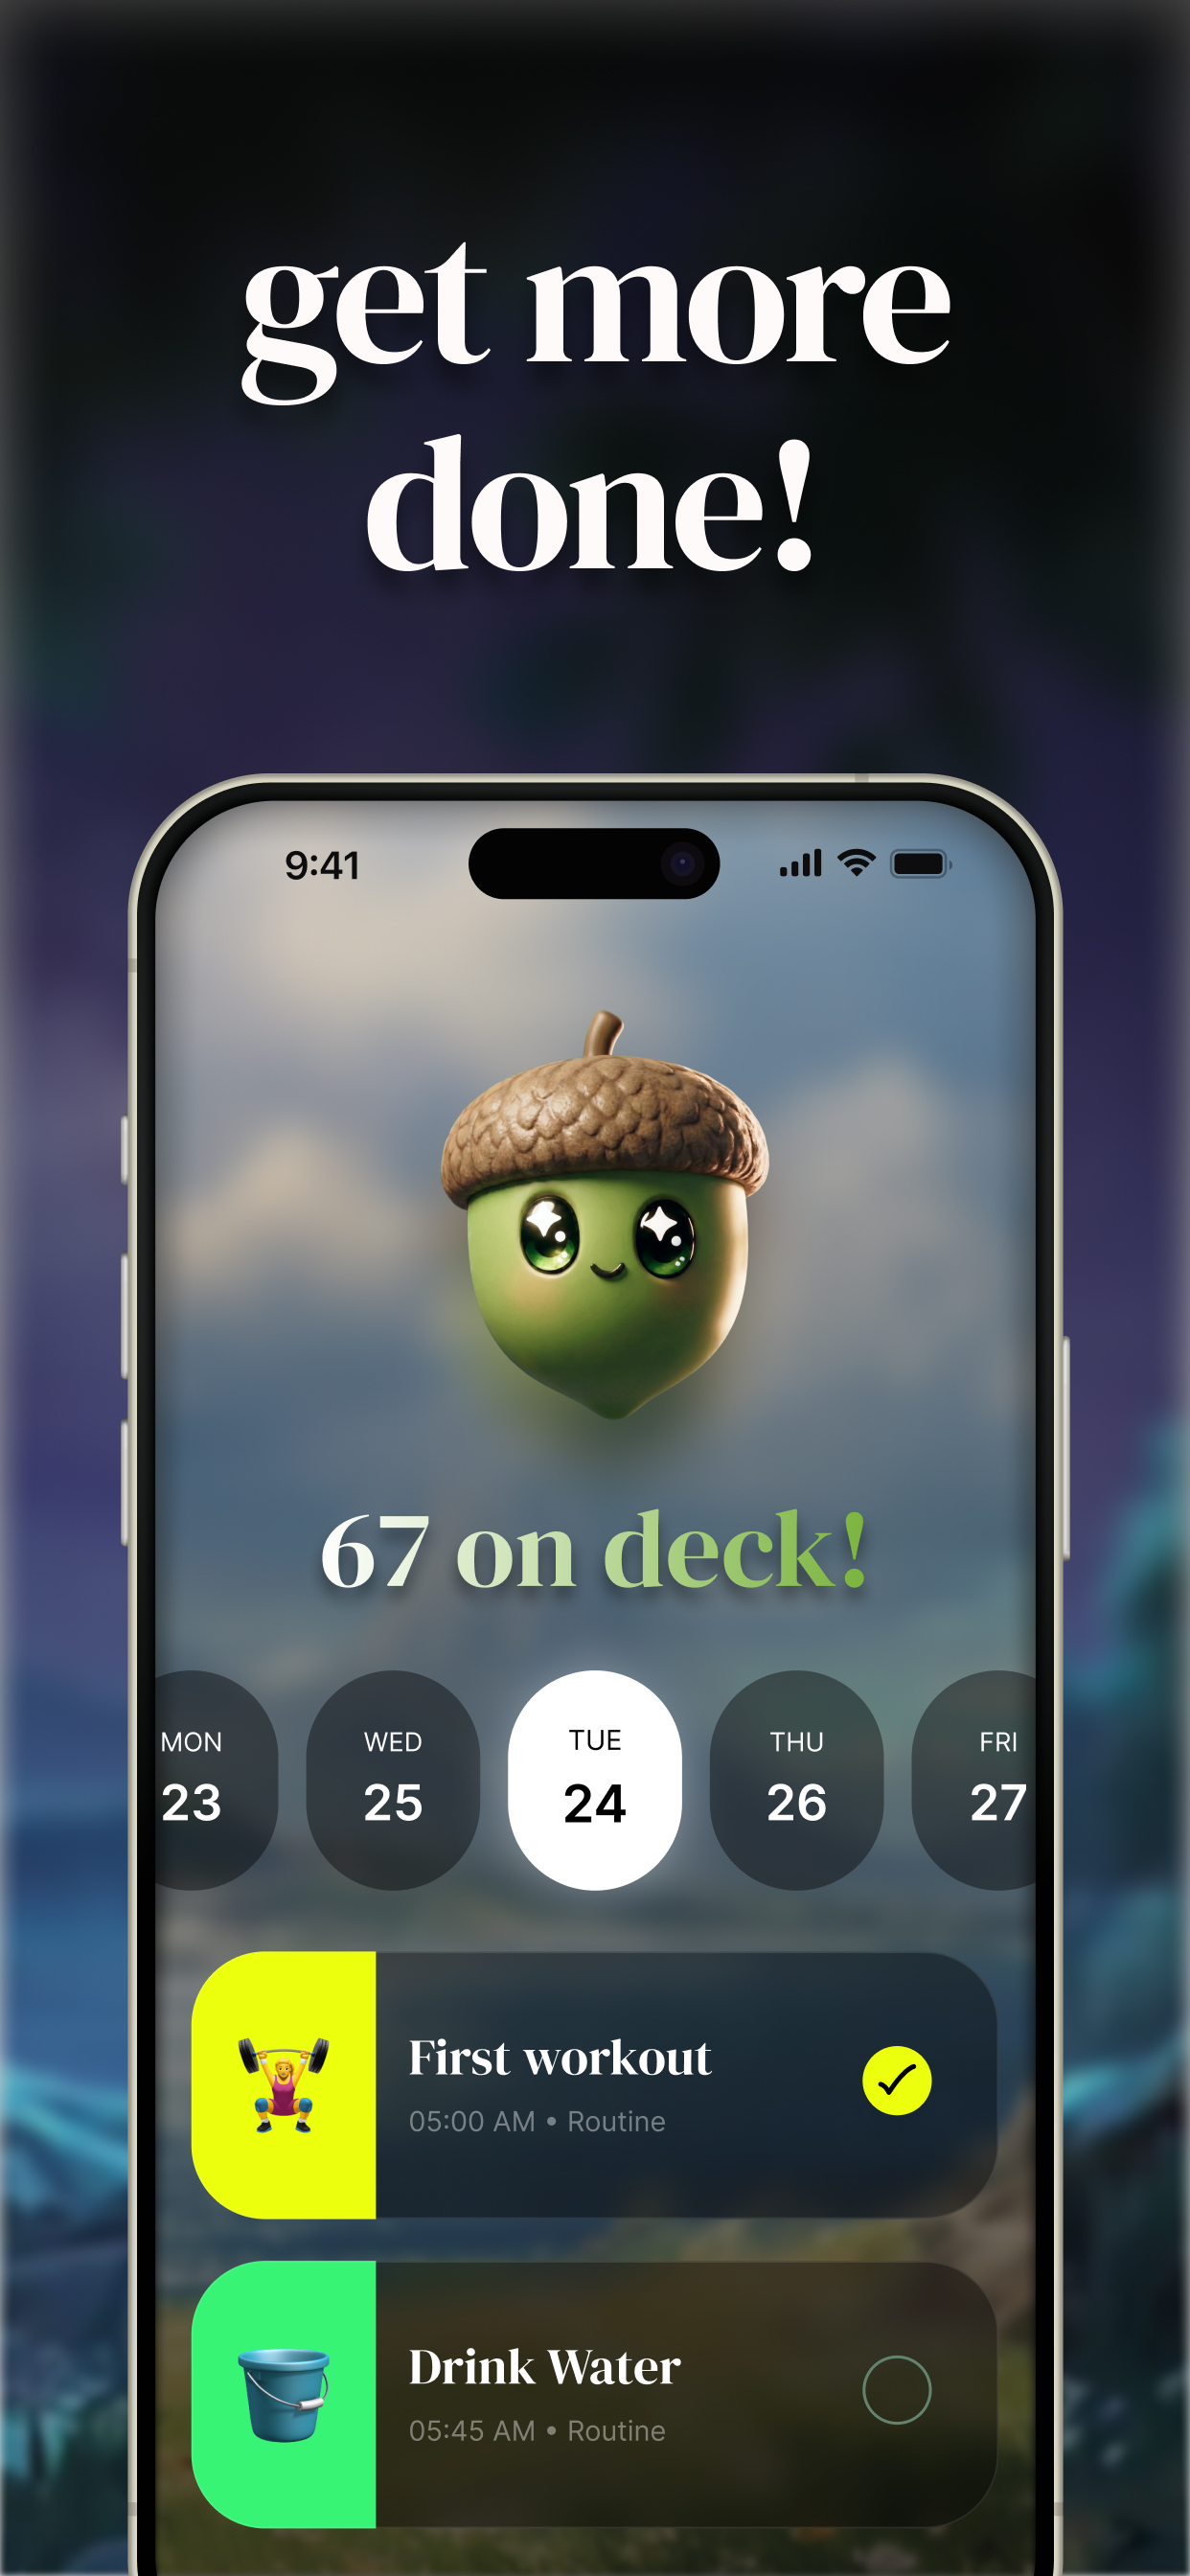 get more
done!
9:41
67 on deck!
MON WED TUE THU FRI
23 25 24 26 27
First workout
05:00 AM • Routine
Drink Water
05:45 AM • Routine